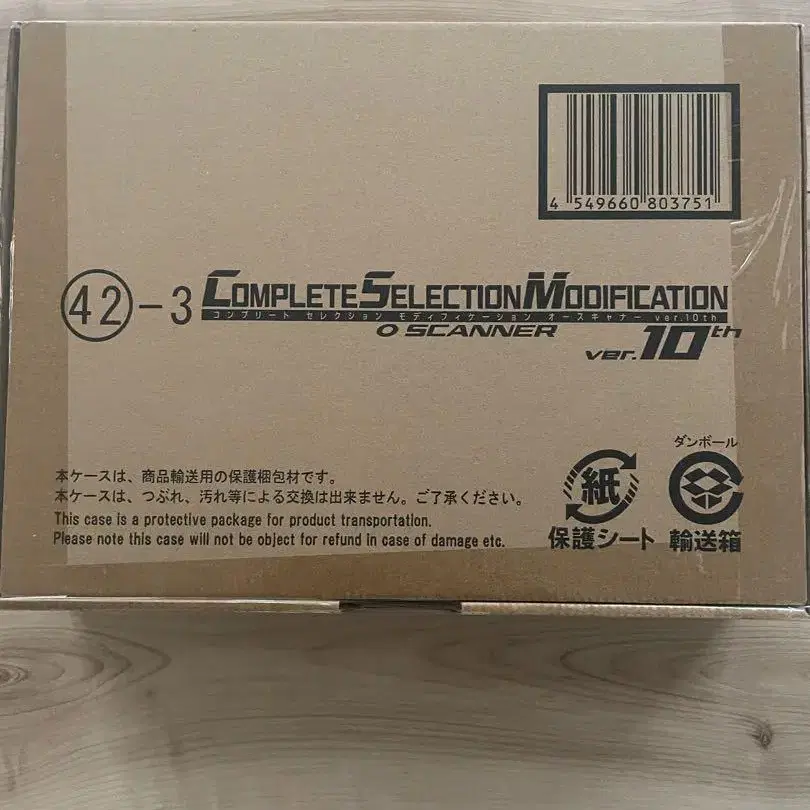 4 549660 803751
㊷-3 COMPLETE SELECTION MODIFICATION
コンプリート セレクション モディフィケーション オースキャナー ver.10th
O SCANNER
ver.10th
本ケースは、商品輸送用の保護梱包材です。
本ケースは、つぶれ、汚れ等による交換は出来ません。ご了承ください。
This case is a protective package for product transportation.
Please note this case will not be object for refund in case of damage etc.
紙
保護シート
ダンボール
輸送箱